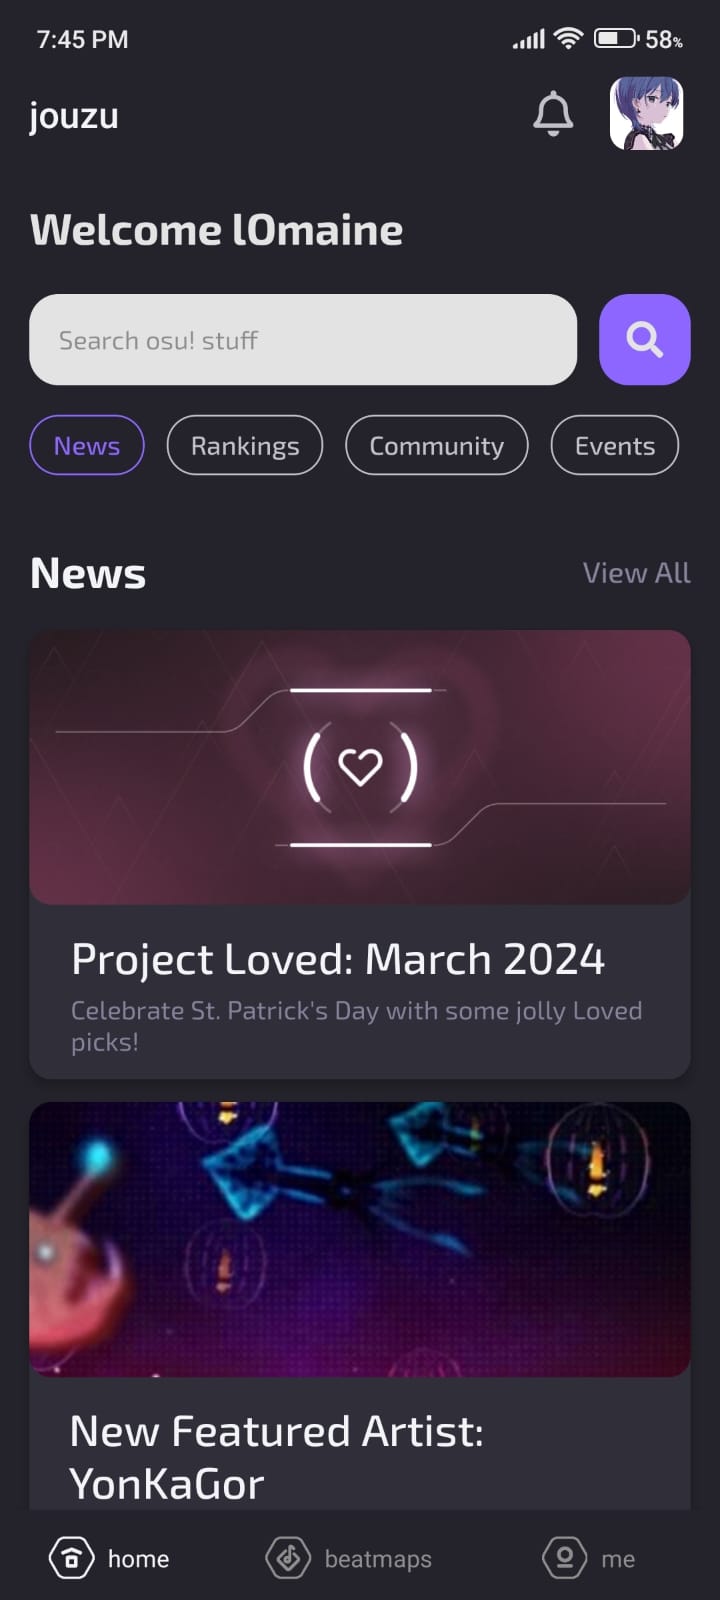 7:45 PM
58%
jouzu
Welcome lOmaine
Search osu! stuff
News
Rankings
Community
Events
News
View All
Project Loved: March 2024
Celebrate St. Patrick's Day with some jolly Loved
picks!
New Featured Artist:
YonKaGor
home
beatmaps
me